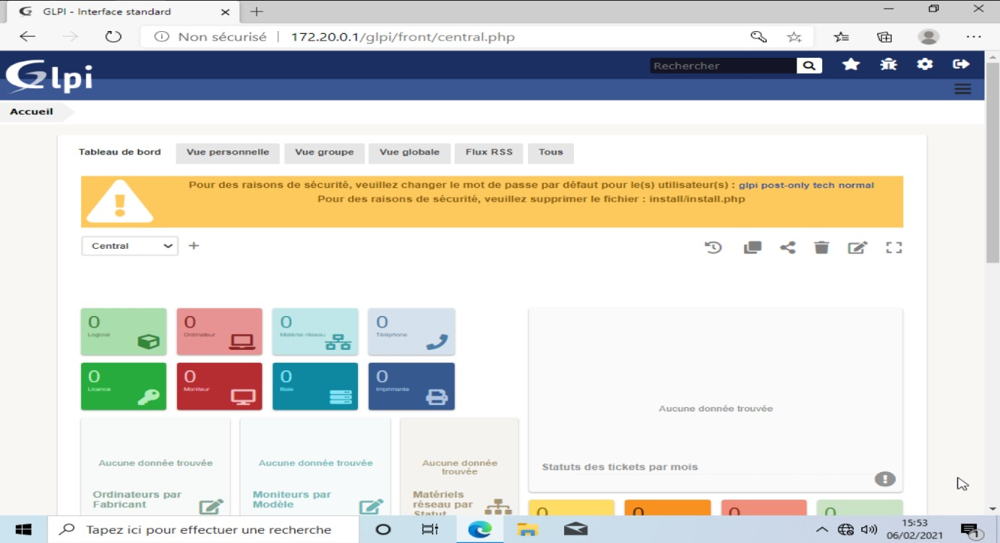 GLPI - Interface standard
Non sécurisé | 172.20.0.1/glpi/front/central.php
Glpi
Rechercher
Accueil
Tableau de bord Vue personnelle Vue groupe Vue globale Flux RSS Tous
Pour des raisons de sécurité, veuillez changer le mot de passe par défaut pour le(s) utilisateur(s) : glpi post-only tech normal
Pour des raisons de sécurité, veuillez supprimer le fichier : install/install.php
Central
0 0 0 0
Logiciel Ordinateur Matériel réseau Téléphone
0 0 0 0
Licence Moniteur Baie Imprimante
Aucune donnée trouvée
Statuts des tickets par mois
Aucune donnée trouvée
Ordinateurs par
Fabricant
Aucune donnée trouvée
Moniteurs par
Modèle
Aucune donnée
trouvée
Matériels
réseau par
Statut
0 0 0 0
Tapez ici pour effectuer une recherche
15:53
06/02/2021
1